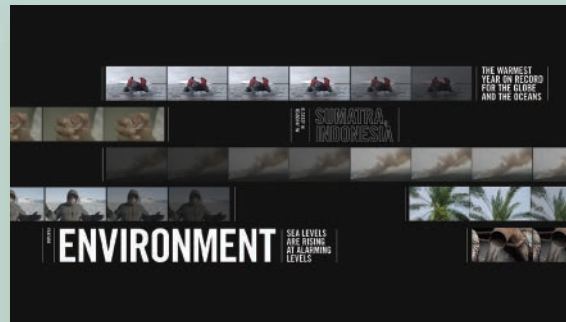 THE WARMEST
YEAR ON RECORD
FOR THE GLOBE
AND THE OCEANS
SUMATRA,
INDONESIA
ENVIRONMENT
SEA LEVELS
ARE RISING
AT ALARMING
LEVELS